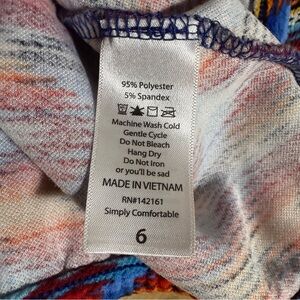 95% Polyester
5% Spandex
Machine Wash Cold
Gentle Cycle
Do Not Bleach
Hang Dry
Do Not Iron
or you'll be sad
MADE IN VIETNAM
RN#142161
Simply Comfortable
6